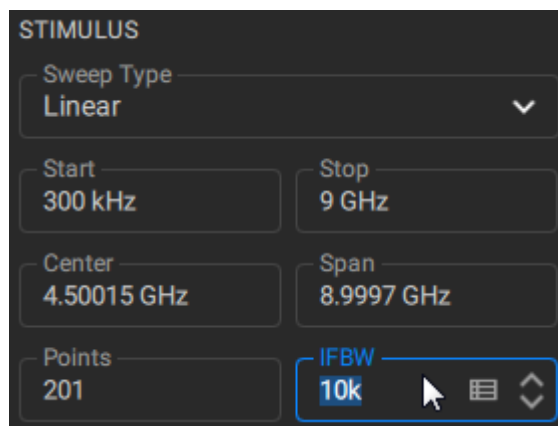 STIMULUS
Sweep Type
Linear
Start
300 kHz
Stop
9 GHz
Center
4.50015 GHz
Span
8.9997 GHz
Points
201
IFBW
10k